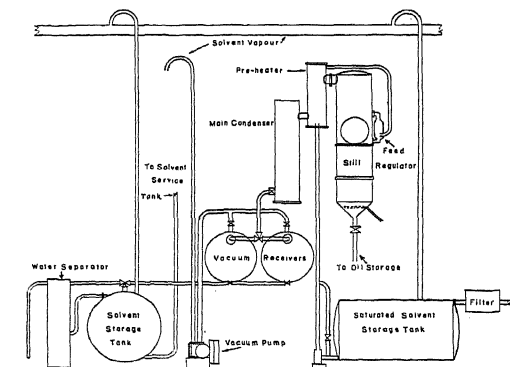 Solvent Vapour
Pre-heater
Main Condenser
Feed
Regulator
Still
To Solvent
Service
Tank
To Oil Storage
Vacuum
Receivers
Water Separator
Solvent
Storage
Tank
Saturated Solvent
Storage Tank
Filter
Vacuum Pump